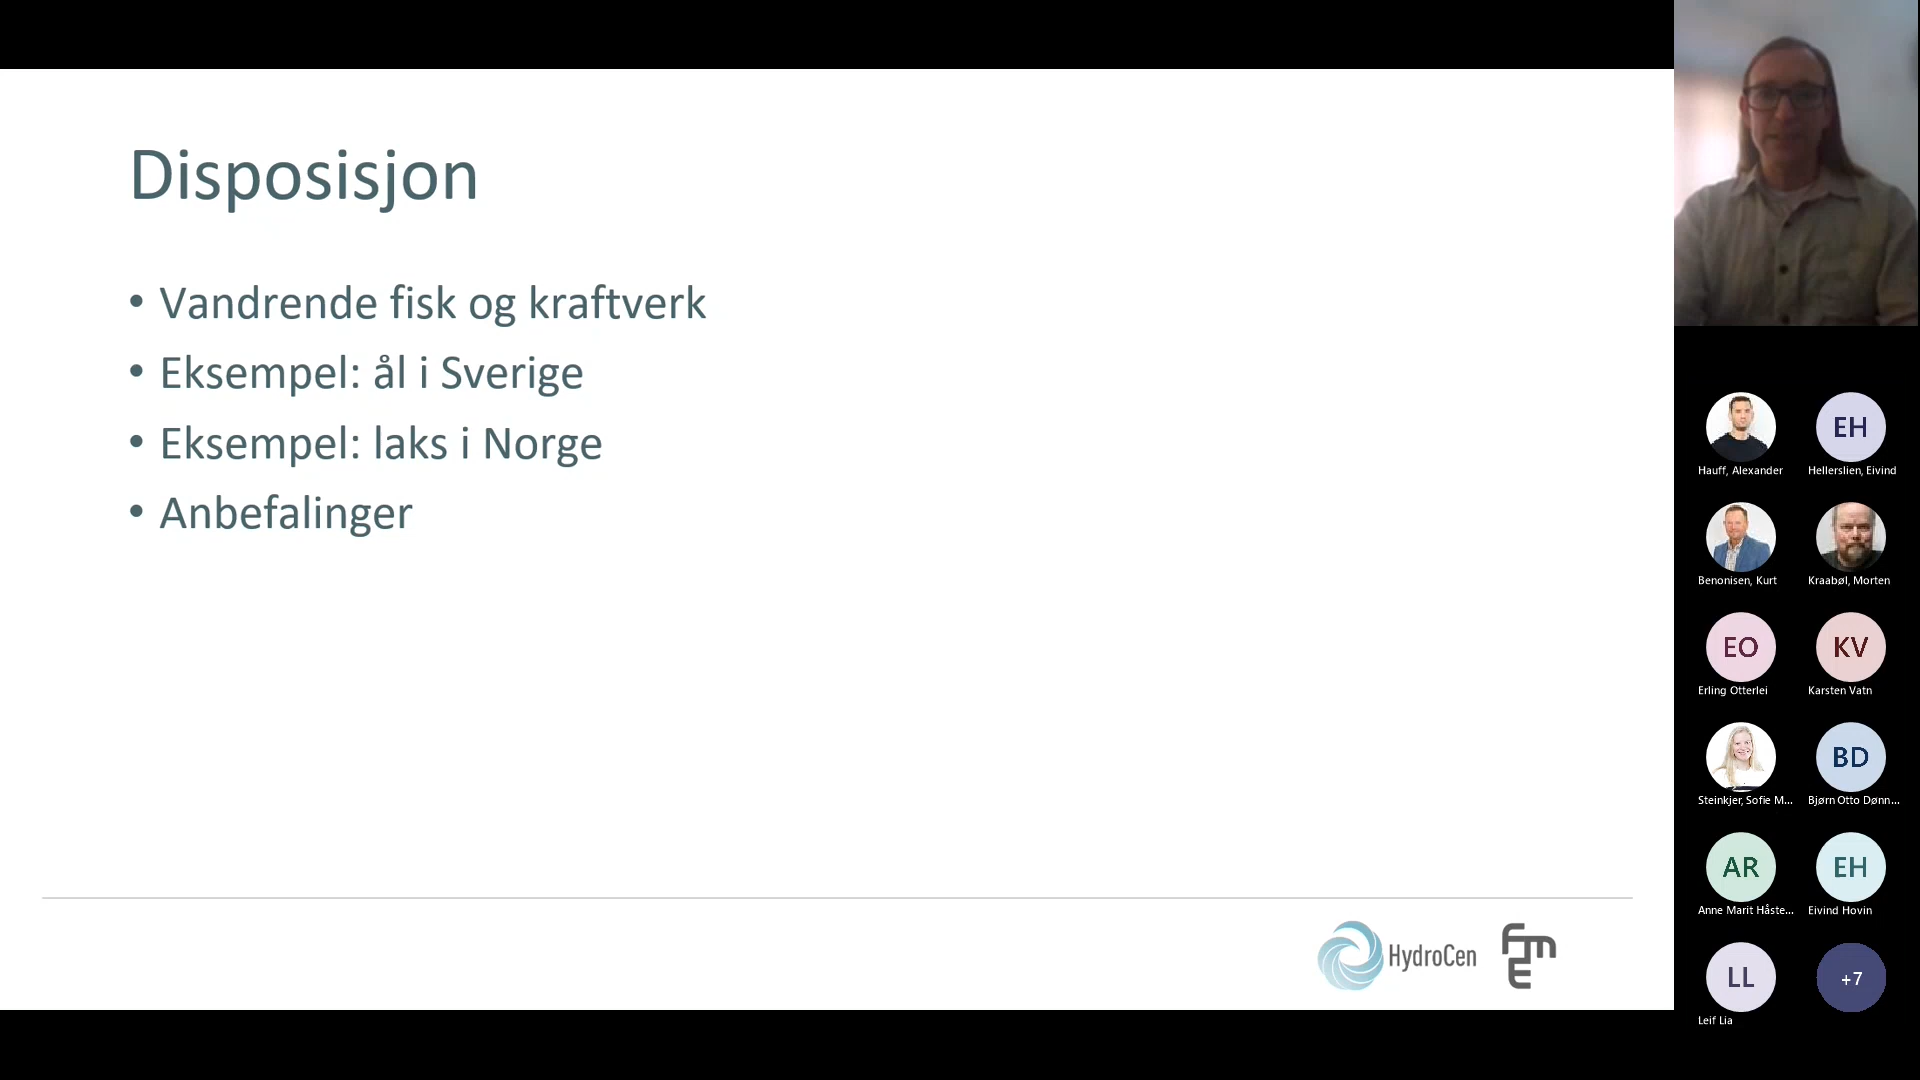 Disposisjon
• Vandrende fisk og kraftverk
• Eksempel: ål i Sverige
• Eksempel: laks i Norge
• Anbefalinger
HydroCen
FME
Hauff, Alexander
EH
Hellerslien, Eivind
Benonisen, Kurt
Kraabøl, Morten
EO
Erling Otterlei
KV
Karsten Vatn
Steinkjer, Sofie M...
BD
Bjørn Otto Dønn...
AR
Anne Marit Håste...
EH
Eivind Hovin
LL
Leif Lia
+7